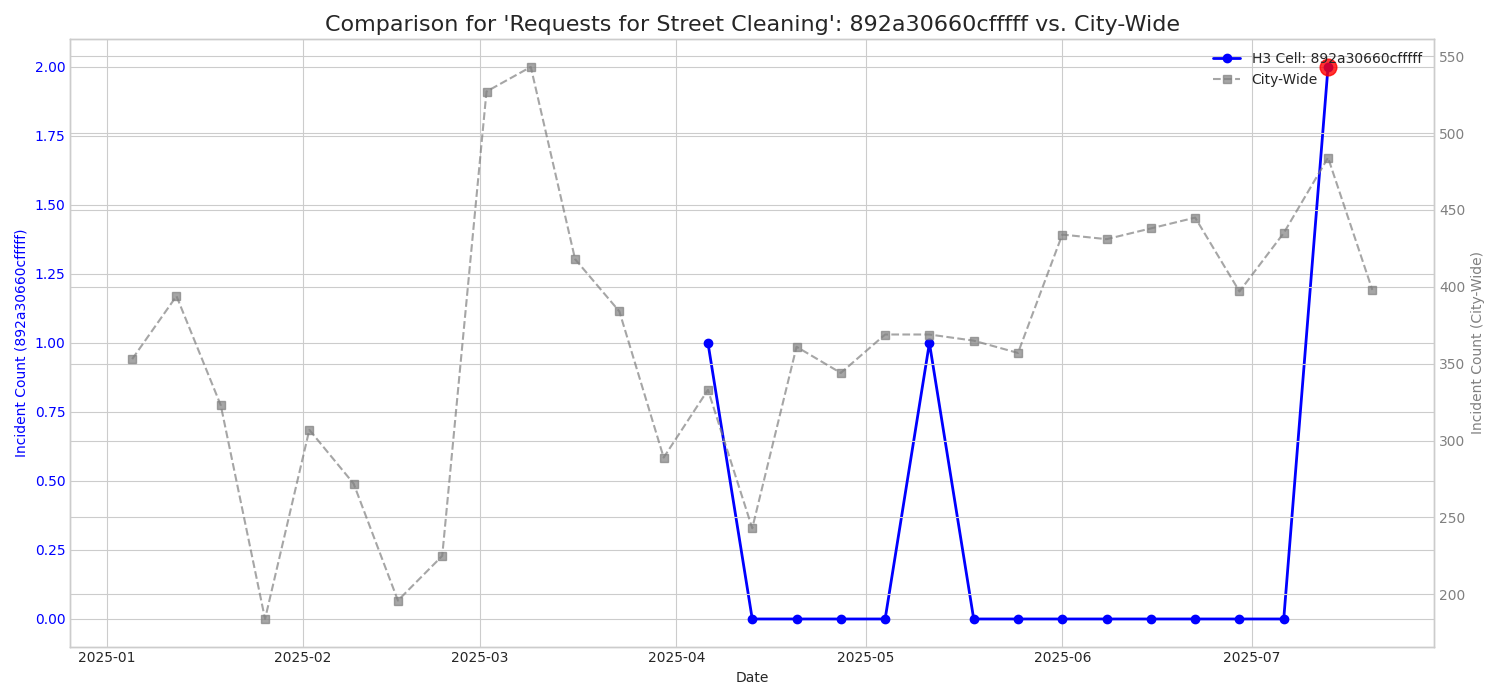 Comparison for 'Requests for Street Cleaning': 892a30660cfffff vs. City-Wide
H3 Cell: 892a30660cfffff
City-Wide
Incident Count (892a30660cfffff)
2.00
1.75
1.50
1.25
1.00
0.75
0.50
0.25
0.00
550
500
450
400
350
300
250
200
Incident Count (City-Wide)
2025-01 2025-02 2025-03 2025-04 2025-05 2025-06 2025-07
Date